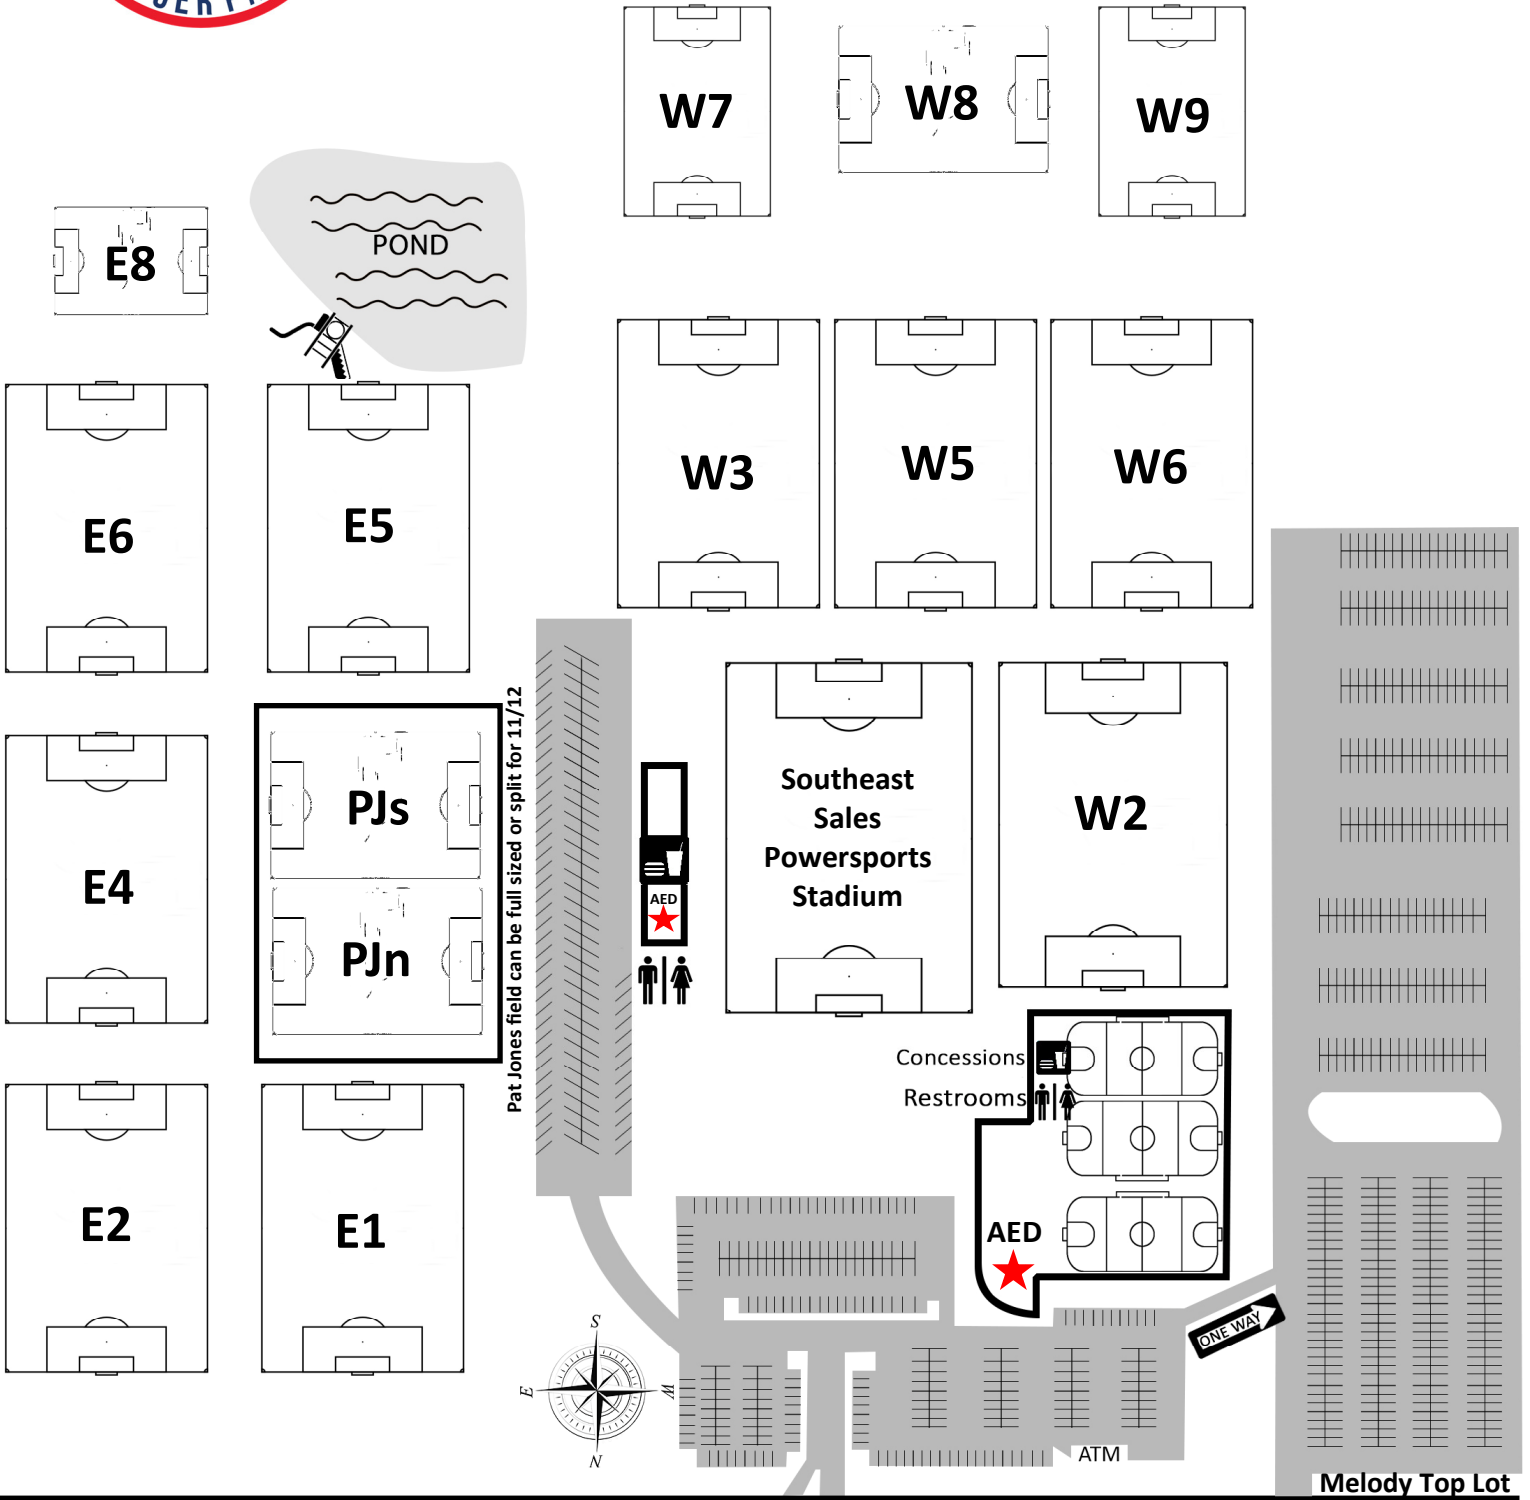 W7
W8
W9
POND
E8
W3
W5
W6
E6
E5
Pat Jones field can be full sized or split for 11/12
PJs
PJn
E4
AED
Southeast
Sales
Powersports
Stadium
W2
Concessions
Restrooms
E2
E1
AED
ONE WAY
S
E
W
N
ATM
Melody Top Lot